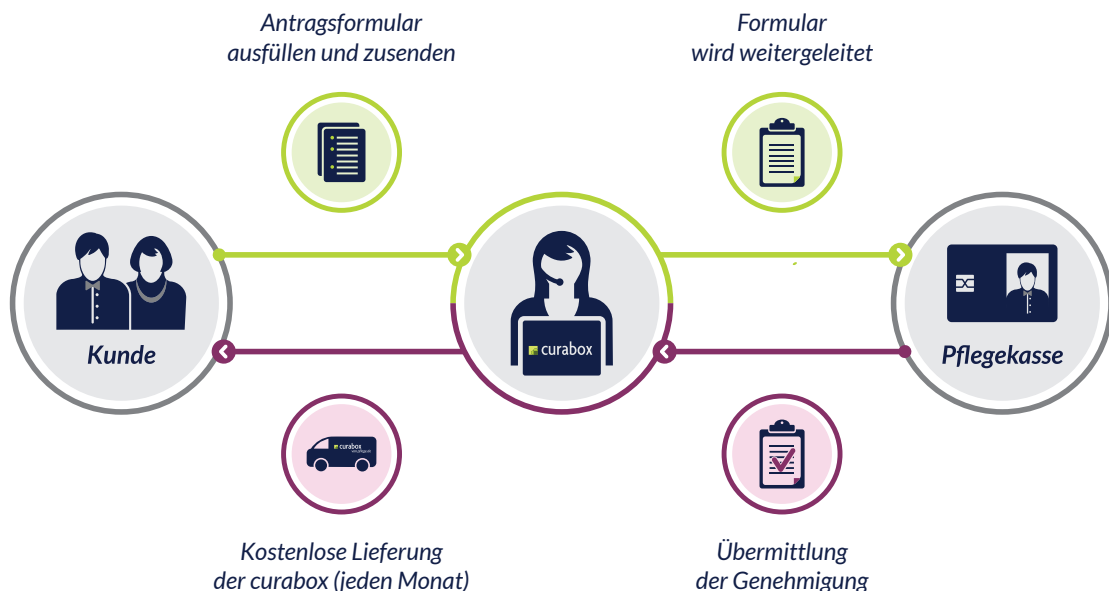 Antragsformular
ausfüllen und zusenden
Formular
wird weitergeleitet
Kunde
curabox
Pflegekasse
curabox
Kostenlose Lieferung
der curabox (jeden Monat)
Übermittlung
der Genehmigung